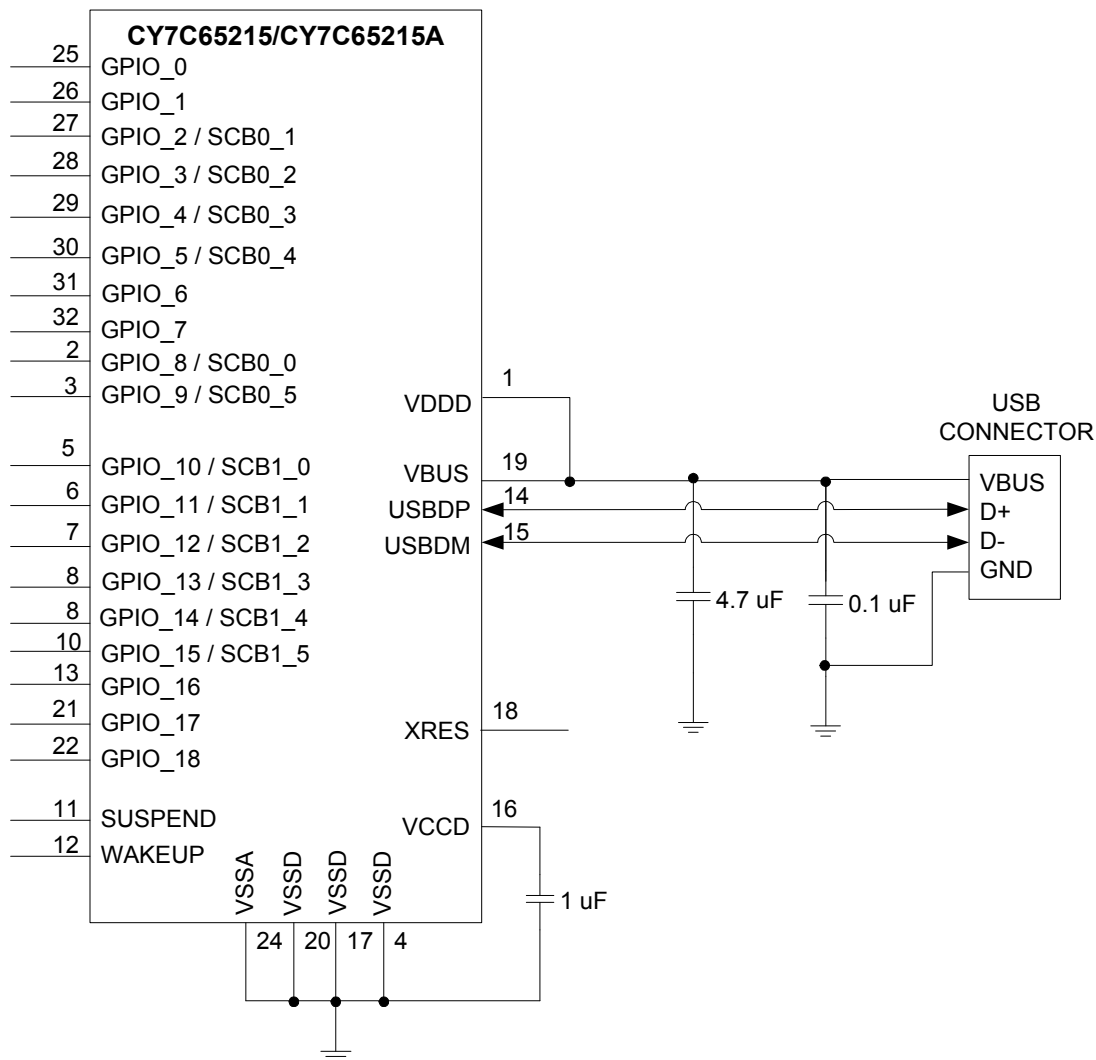 CY7C65215/CY7C65215A
25 GPIO_0
26 GPIO_1
27 GPIO_2 / SCB0_1
28 GPIO_3 / SCB0_2
29 GPIO_4 / SCB0_3
30 GPIO_5 / SCB0_4
31 GPIO_6
32 GPIO_7
2 GPIO_8 / SCB0_0
3 GPIO_9 / SCB0_5
5 GPIO_10 / SCB1_0
6 GPIO_11 / SCB1_1
7 GPIO_12 / SCB1_2
8 GPIO_13 / SCB1_3
8 GPIO_14 / SCB1_4
10 GPIO_15 / SCB1_5
13 GPIO_16
21 GPIO_17
22 GPIO_18
11 SUSPEND
12 WAKEUP
VDDD 1
VBUS 19
USBDP 14
USBDM 15
XRES 18
VCCD 16
VSSA
VSSD
VSSD
VSSD
24 20 17 4
4.7 uF
0.1 uF
1 uF
USB
CONNECTOR
VBUS
D+
D-
GND